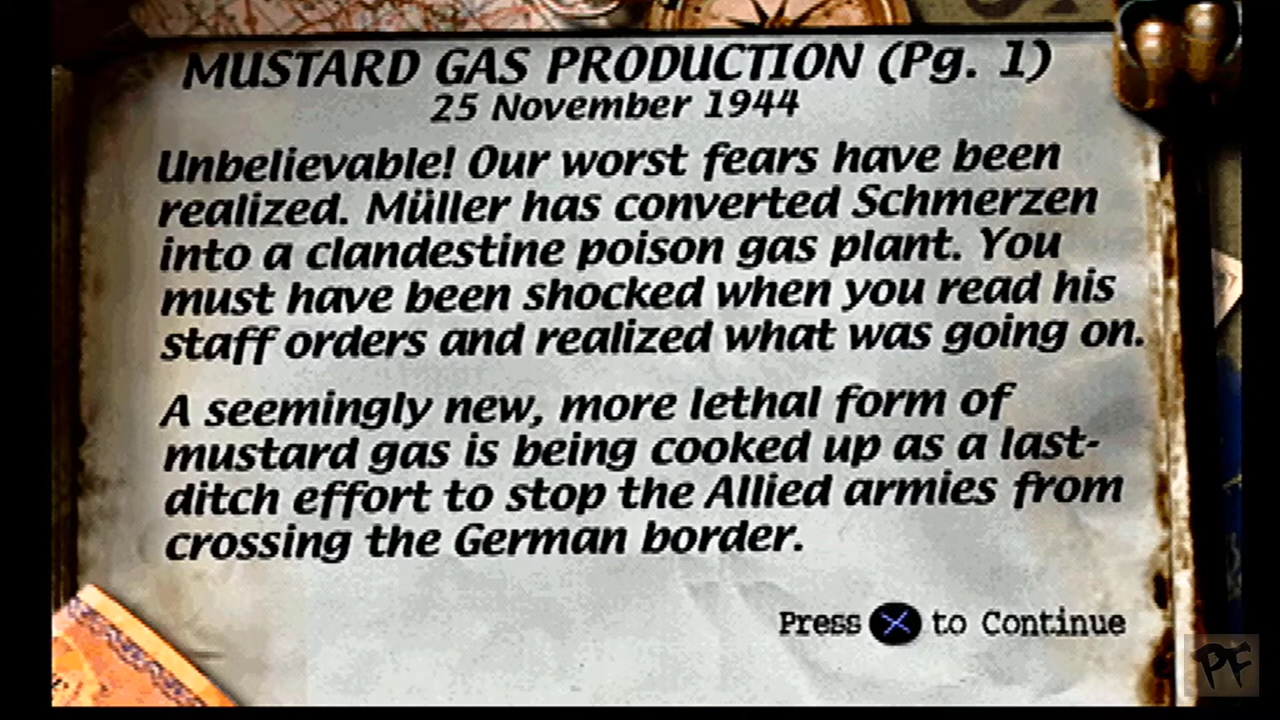 MUSTARD GAS PRODUCTION (Pg. 1)
25 November 1944
Unbelievable! Our worst fears have been
realized. Müller has converted Schmerzen
into a clandestine poison gas plant. You
must have been shocked when you read his
staff orders and realized what was going on.
A seemingly new, more lethal form of
mustard gas is being cooked up as a last-
ditch effort to stop the Allied armies from
crossing the German border.
Press X to Continue
PF